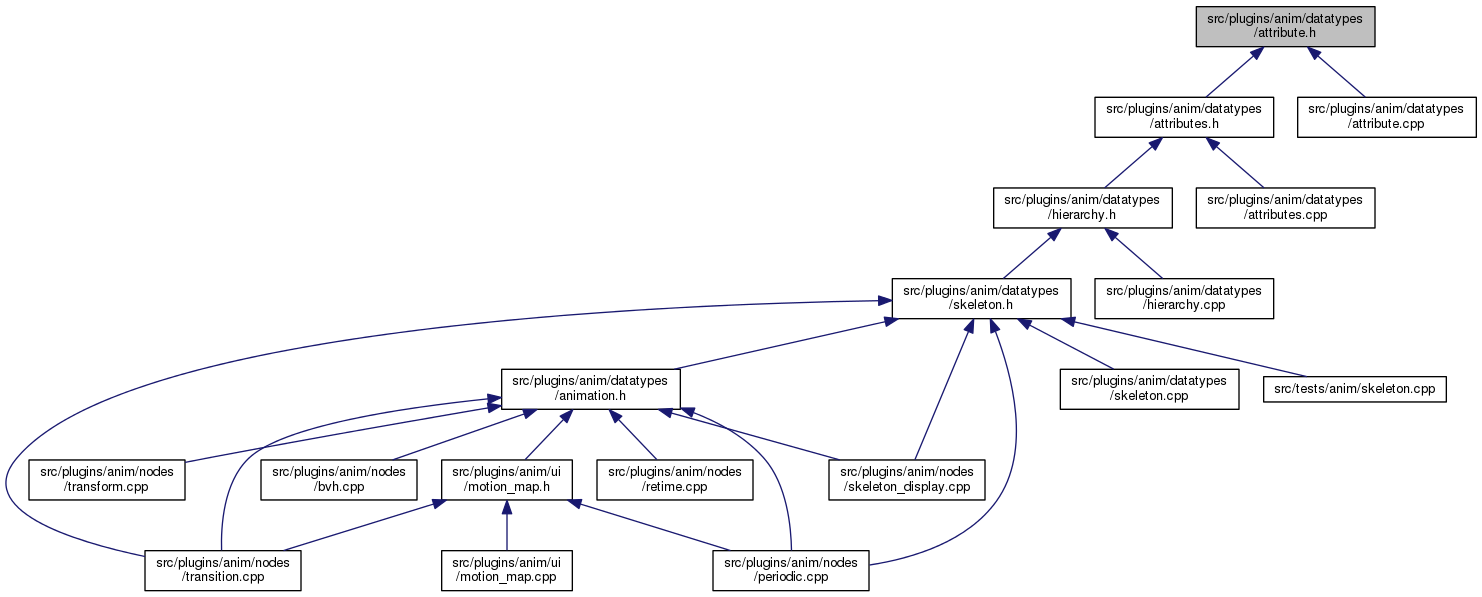 src/plugins/anim/datatypes
/attribute.h
src/plugins/anim/datatypes
/attributes.h
src/plugins/anim/datatypes
/attribute.cpp
src/plugins/anim/datatypes
/hierarchy.h
src/plugins/anim/datatypes
/attributes.cpp
src/plugins/anim/datatypes
/skeleton.h
src/plugins/anim/datatypes
/hierarchy.cpp
src/plugins/anim/datatypes
/animation.h
src/plugins/anim/datatypes
/skeleton.cpp
src/tests/anim/skeleton.cpp
src/plugins/anim/nodes
/transform.cpp
src/plugins/anim/nodes
/bvh.cpp
src/plugins/anim/ui
/motion_map.h
src/plugins/anim/nodes
/retime.cpp
src/plugins/anim/nodes
/skeleton_display.cpp
src/plugins/anim/nodes
/transition.cpp
src/plugins/anim/ui
/motion_map.cpp
src/plugins/anim/nodes
/periodic.cpp